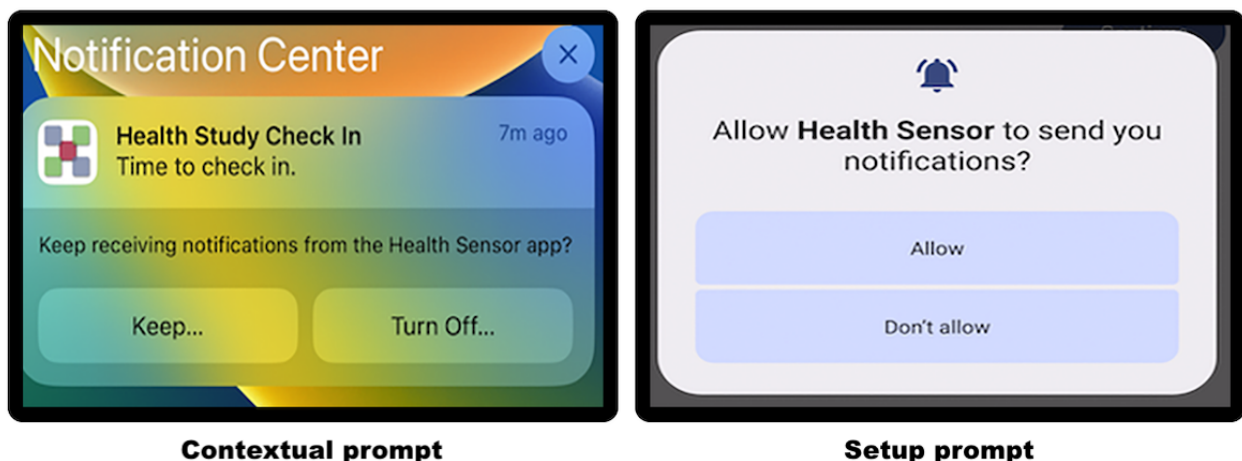 Notification Center
Health Study Check In
7m ago
Time to check in.
Keep receiving notifications from the Health Sensor app?
Keep...
Turn Off...
Contextual prompt
Allow Health Sensor to send you
notifications?
Allow
Don't allow
Setup prompt